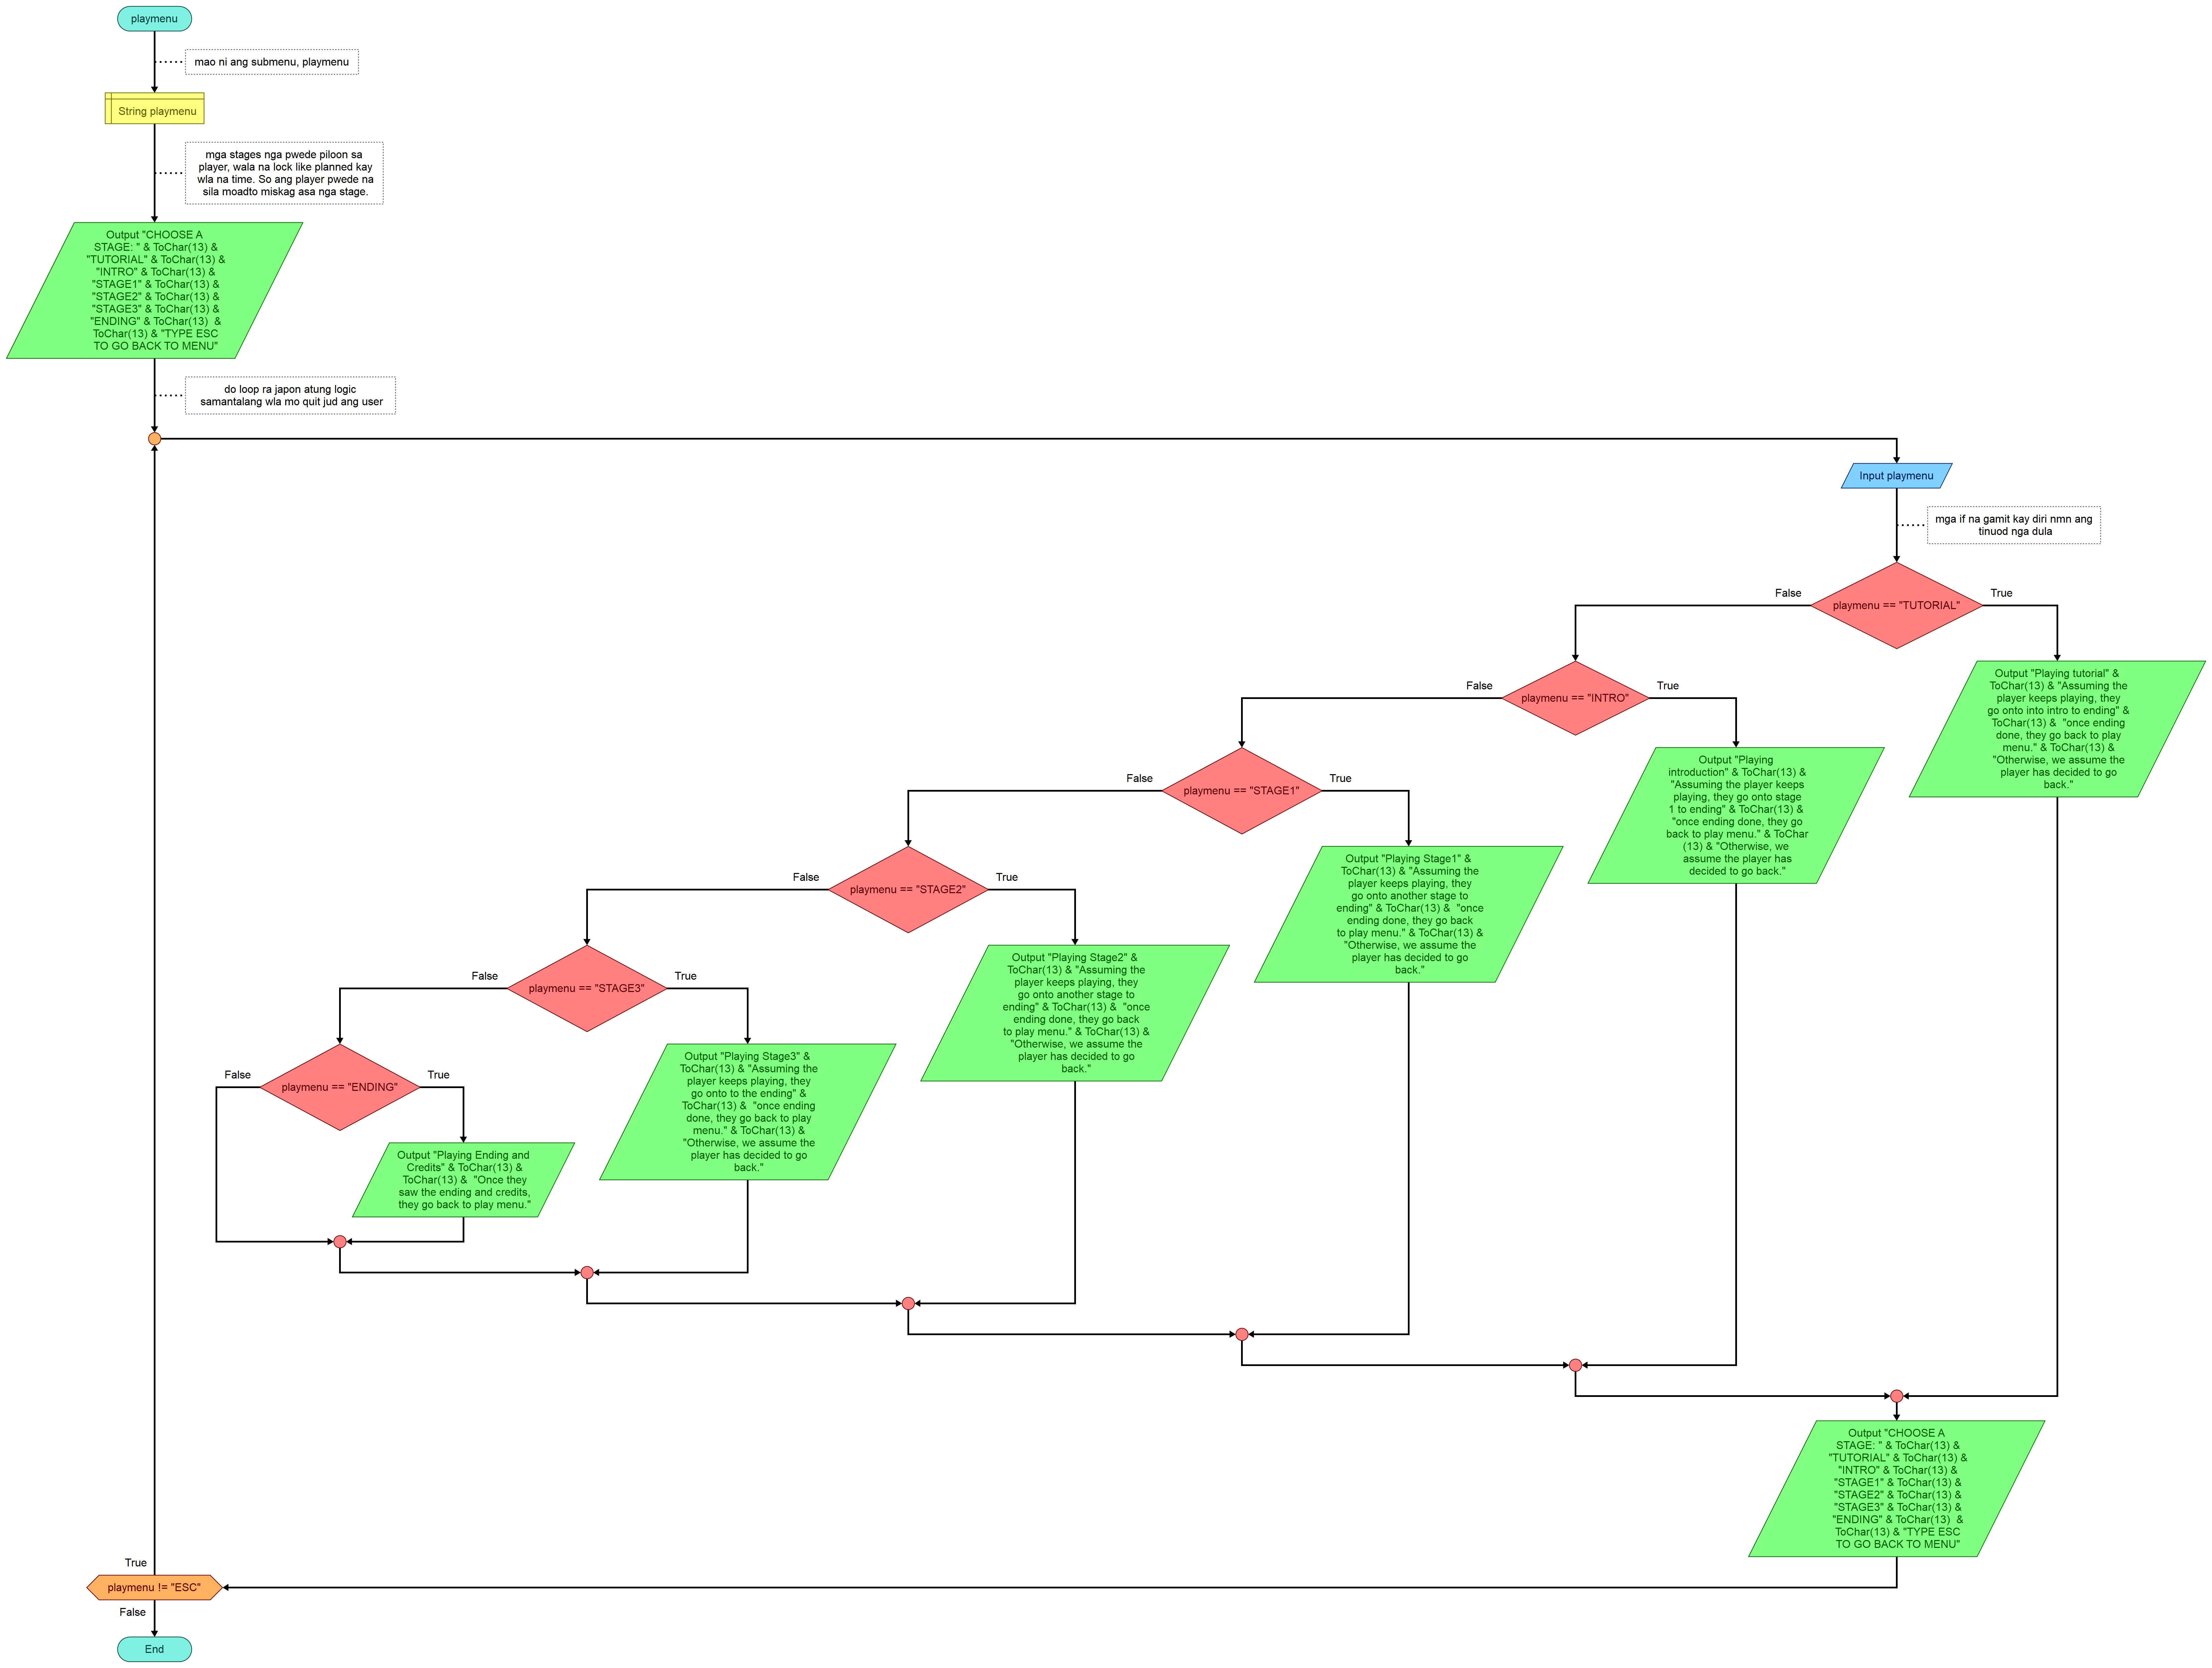 playmenu
mao ni ang submenu, playmenu
String playmenu
mga stages nga pwede piloon sa
player, wala na lock like planned kay
wla na time. So ang player pwede na
sila moadto miskag asa nga stage.
Output "CHOOSE A
STAGE: " & ToChar(13) &
"TUTORIAL" & ToChar(13) &
"INTRO" & ToChar(13) &
"STAGE1" & ToChar(13) &
"STAGE2" & ToChar(13) &
"STAGE3" & ToChar(13) &
"ENDING" & ToChar(13)  &
ToChar(13) & "TYPE ESC
TO GO BACK TO MENU"
do loop ra japon atung logic
samantalang wla mo quit jud ang user
Input playmenu
mga if na gamit kay diri nmn ang
tinuod nga dula
False
playmenu == "TUTORIAL"
True
Output "Playing tutorial" &
ToChar(13) & "Assuming the
player keeps playing, they
go onto into intro to ending" &
ToChar(13) &  "once ending
done, they go back to play
menu." & ToChar(13) &
"Otherwise, we assume the
player has decided to go
back."
False
playmenu == "INTRO"
True
Output "Playing
introduction" & ToChar(13) &
"Assuming the player keeps
playing, they go onto stage
1 to ending" & ToChar(13) &
"once ending done, they go
back to play menu." & ToChar
(13) & "Otherwise, we
assume the player has
decided to go back."
False
playmenu == "STAGE1"
True
Output "Playing Stage1" &
ToChar(13) & "Assuming the
player keeps playing, they
go onto another stage to
ending" & ToChar(13) &  "once
ending done, they go back
to play menu." & ToChar(13) &
"Otherwise, we assume the
player has decided to go
back."
False
playmenu == "STAGE2"
True
Output "Playing Stage2" &
ToChar(13) & "Assuming the
player keeps playing, they
go onto another stage to
ending" & ToChar(13) &  "once
ending done, they go back
to play menu." & ToChar(13) &
"Otherwise, we assume the
player has decided to go
back."
False
playmenu == "STAGE3"
True
Output "Playing Stage3" &
ToChar(13) & "Assuming the
player keeps playing, they
go onto to the ending" &
ToChar(13) &  "once ending
done, they go back to play
menu." & ToChar(13) &
"Otherwise, we assume the
player has decided to go
back."
False
playmenu == "ENDING"
True
Output "Playing Ending and
Credits" & ToChar(13) &
ToChar(13) &  "Once they
saw the ending and credits,
they go back to play menu."
Output "CHOOSE A
STAGE: " & ToChar(13) &
"TUTORIAL" & ToChar(13) &
"INTRO" & ToChar(13) &
"STAGE1" & ToChar(13) &
"STAGE2" & ToChar(13) &
"STAGE3" & ToChar(13) &
"ENDING" & ToChar(13)  &
ToChar(13) & "TYPE ESC
TO GO BACK TO MENU"
True
playmenu != "ESC"
False
End